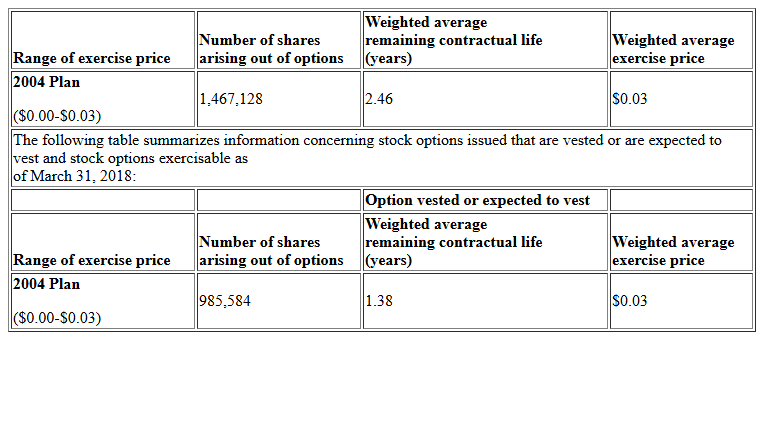 Range of exercise price
Number of shares
arising out of options
Weighted average
remaining contractual life
(years)
Weighted average
exercise price
2004 Plan
($0.00-$0.03)
1,467,128
2.46
$0.03
The following table summarizes information concerning stock options issued that are vested or are expected to
vest and stock options exercisable as
of March 31, 2018:
Option vested or expected to vest
Range of exercise price
Number of shares
arising out of options
Weighted average
remaining contractual life
(years)
Weighted average
exercise price
2004 Plan
($0.00-$0.03)
985,584
1.38
$0.03